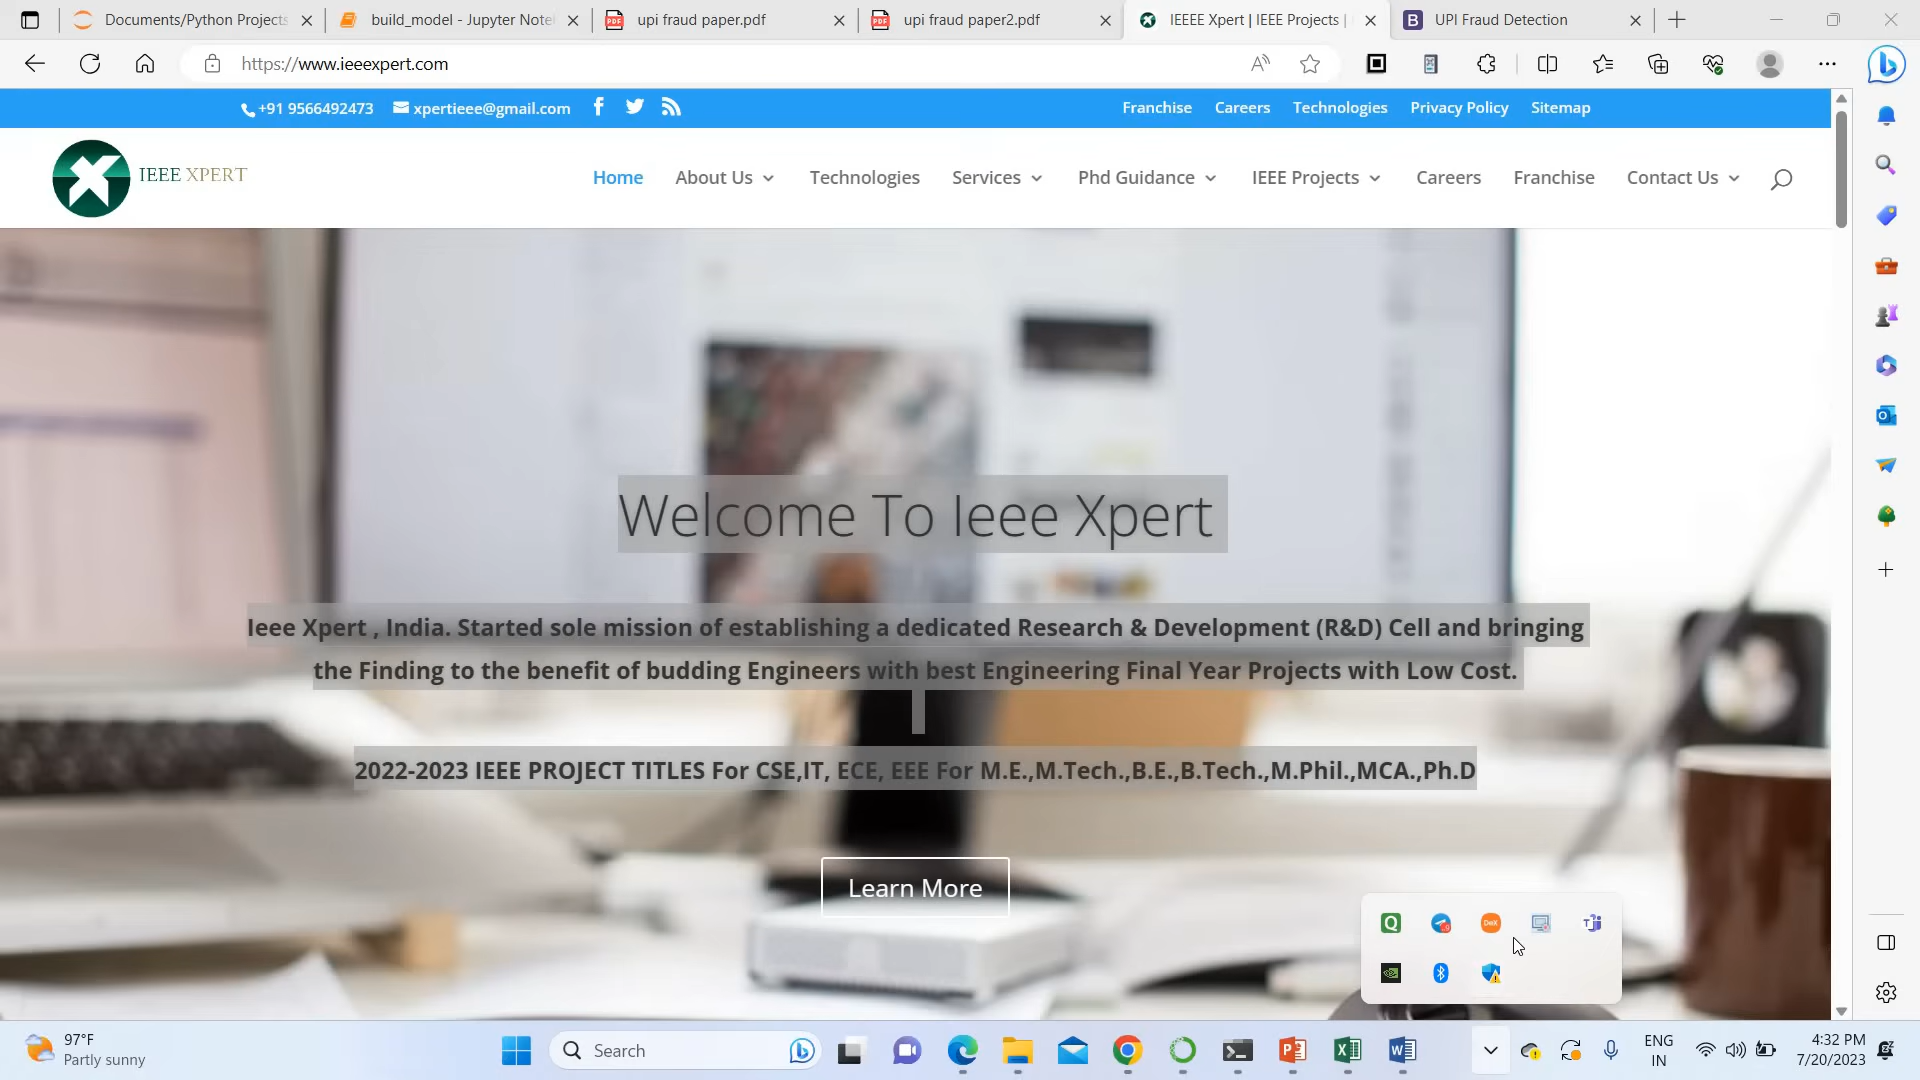 Documents/Python Projects
build_model - Jupyter Note
upi fraud paper.pdf
upi fraud paper2.pdf
IEEEE Xpert | IEEE Projects |
UPI Fraud Detection
https://www.ieeexpert.com
+91 9566492473
xpertieee@gmail.com
Franchise
Careers
Technologies
Privacy Policy
Sitemap
IEEE XPERT
Home
About Us
Technologies
Services
Phd Guidance
IEEE Projects
Careers
Franchise
Contact Us
Welcome To Ieee Xpert
Ieee Xpert , India. Started sole mission of establishing a dedicated Research & Development (R&D) Cell and bringing
the Finding to the benefit of budding Engineers with best Engineering Final Year Projects with Low Cost.
2022-2023 IEEE PROJECT TITLES For CSE,IT, ECE, EEE For M.E.,M.Tech.,B.E.,B.Tech.,M.Phil.,MCA.,Ph.D
Learn More
DeX
97°F
Partly sunny
Search
ENG
IN
4:32 PM
7/20/2023